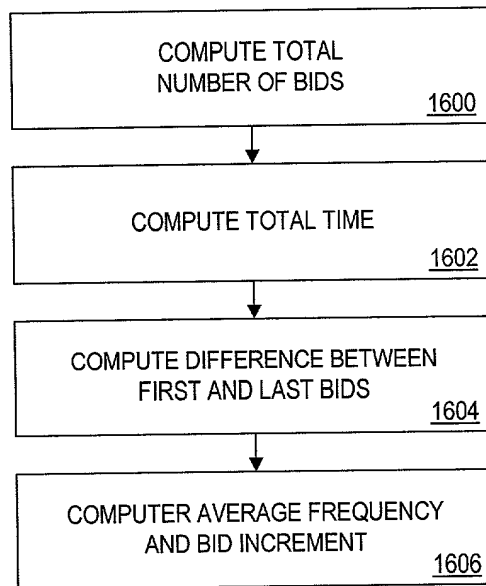 COMPUTE TOTAL
NUMBER OF BIDS
1600
COMPUTE TOTAL TIME
1602
COMPUTE DIFFERENCE BETWEEN
FIRST AND LAST BIDS
1604
COMPUTER AVERAGE FREQUENCY
AND BID INCREMENT
1606